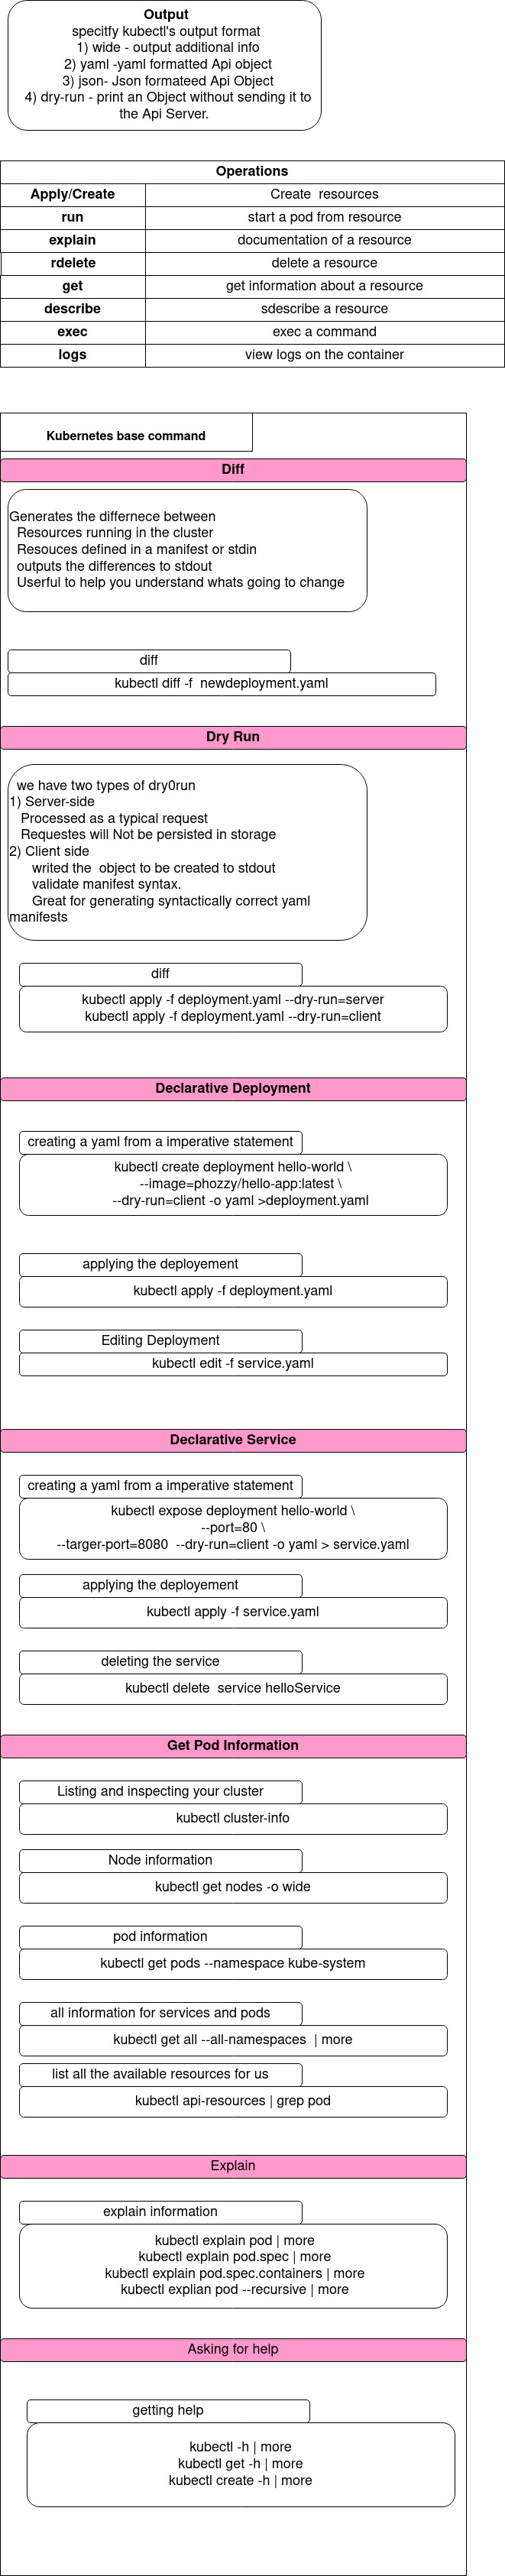 Output
specitfy kubectl's output format
1) wide - output additional info
2) yaml -yaml formatted Api object
3) json- Json formateed Api Object
4) dry-run - print an Object without sending it to
the Api Server.
Operations
Apply/Create Create resources
run start a pod from resource
explain documentation of a resource
rdelete delete a resource
get get information about a resource
describe sdescribe a resource
exec exec a command
logs view logs on the container
Kubernetes base command
Diff
Generates the differnece between
Resources running in the cluster
Resouces defined in a manifest or stdin
outputs the differences to stdout
Userful to help you understand whats going to change
diff
kubectl diff -f newdeployment.yaml
Dry Run
we have two types of dry0run
1) Server-side
Processed as a typical request
Requestes will Not be persisted in storage
2) Client side
writed the object to be created to stdout
validate manifest syntax.
Great for generating syntactically correct yaml
manifests
diff
kubectl apply -f deployment.yaml --dry-run=server
kubectl apply -f deployment.yaml --dry-run=client
Declarative Deployment
creating a yaml from a imperative statement
kubectl create deployment hello-world \
--image=phozzy/hello-app:latest \
--dry-run=client -o yaml >deployment.yaml
applying the deployement
kubectl apply -f deployment.yaml
Editing Deployment
kubectl edit -f service.yaml
Declarative Service
creating a yaml from a imperative statement
kubectl expose deployment hello-world \
--port=80 \
--targer-port=8080 --dry-run=client -o yaml > service.yaml
applying the deployement
kubectl apply -f service.yaml
deleting the service
kubectl delete service helloService
Get Pod Information
Listing and inspecting your cluster
kubectl cluster-info
Node information
kubectl get nodes -o wide
pod information
kubectl get pods --namespace kube-system
all information for services and pods
kubectl get all --all-namespaces | more
list all the available resources for us
kubectl api-resources | grep pod
Explain
explain information
kubectl explain pod | more
kubectl explain pod.spec | more
kubectl explain pod.spec.containers | more
kubectl explian pod --recursive | more
Asking for help
getting help
kubectl -h | more
kubectl get -h | more
kubectl create -h | more